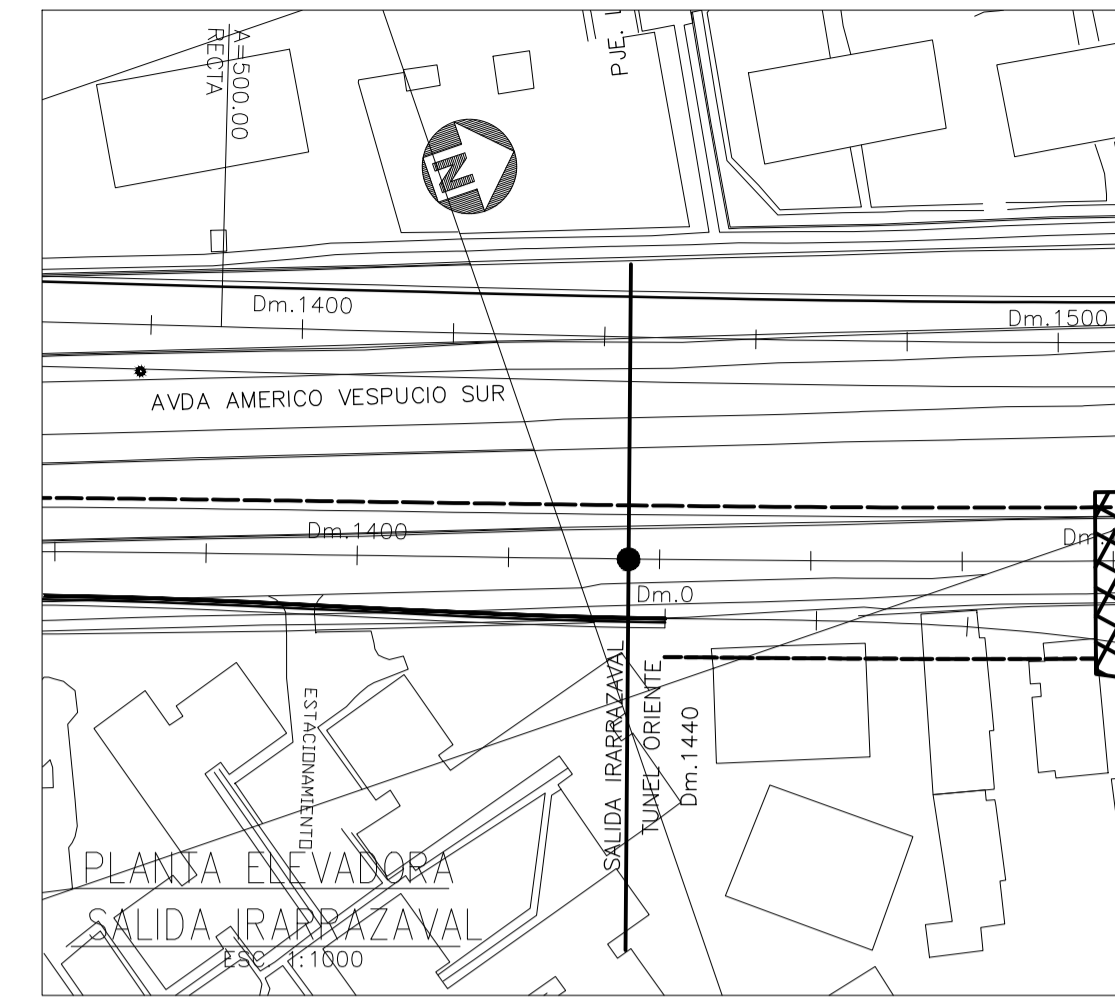 A=500.00
RECTA
PJE.
N
Dm.1400
Dm.1500
AVDA AMERICO VESPUCIO SUR
Dm.1400
Dm.
Dm.0
SALIDA IRARRAZAVAL
TUNEL ORIENTE
Dm.1440
ESTACIONAMIENTO
PLANTA ELEVADORA
SALIDA IRARRAZAVAL
ESC. 1:1000